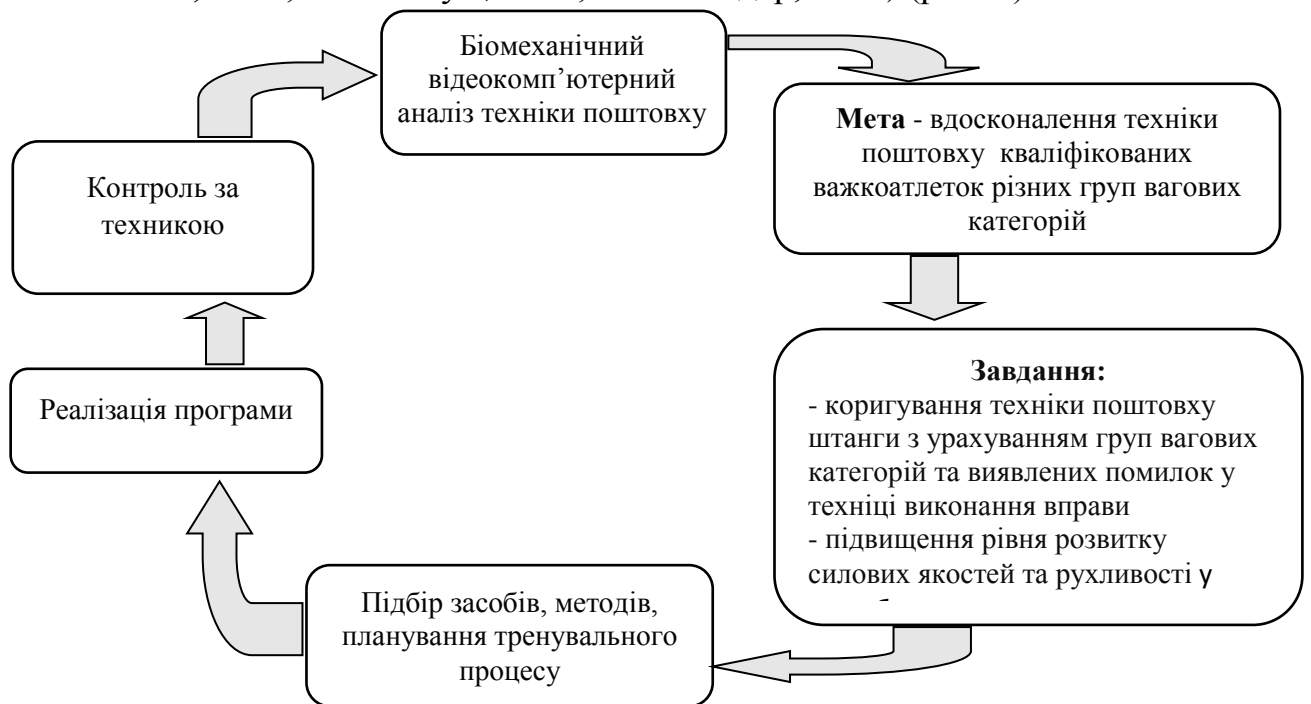 Біомеханічний
відеокомп’ютерний
аналіз техніки поштовху
Мета - вдосконалення техніки
поштовху кваліфікованих
важкоатлеток різних груп вагових
категорій
Завдання:
- коригування техніки поштовху
штанги з урахуванням груп вагових
категорій та виявлених помилок у
техніці виконання вправи
- підвищення рівня розвитку
силових якостей та рухливості у
Підбір засобів, методів,
планування тренувального
процесу
Реалізація програми
Контроль за
технікою